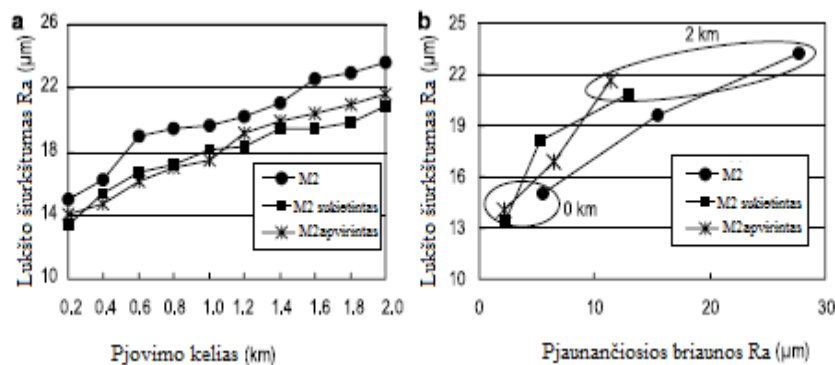 a
Lukšto šiurkštumas Ra (µm)
26
22
18
14
10
M2
M2 sukietintas
M2apvirintas
0.2 0.4 0.6 0.8 1.0 1.2 1.4 1.6 1.8 2.0
Pjovimo kelias (km)
b
Lukšto šiurkštumas Ra (µm)
25
22
19
16
13
10
2 km
0 km
M2
M2 sukietintas
M2apvirintas
0 10 20 30
Pjaunančiosios briaunos Ra (µm)